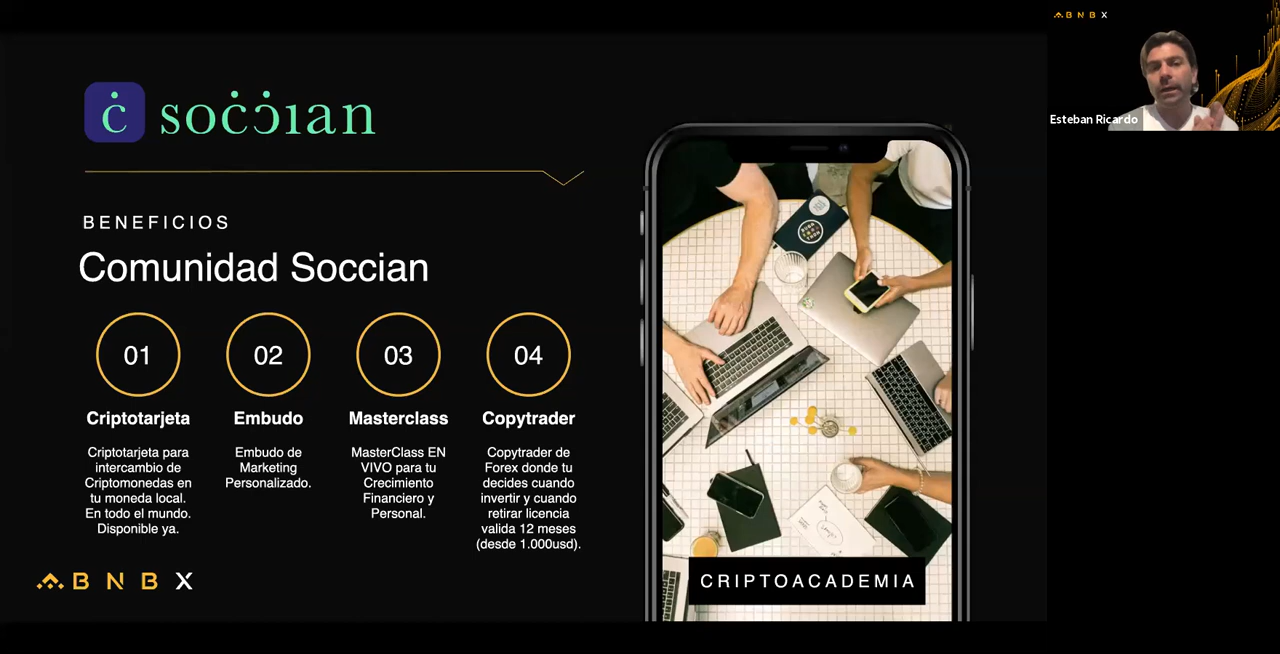 ċ soċċıan
BENEFICIOS
Comunidad Soccian
01
Criptotarjeta
Criptotarjeta para
intercambio de
Criptomonedas en
tu moneda local.
En todo el mundo.
Disponible ya.
02
Embudo
Embudo de
Marketing
Personalizado.
03
Masterclass
MasterClass EN
VIVO para tu
Crecimiento
Financiero y
Personal.
04
Copytrader
Copytrader de
Forex donde tu
decides cuando
invertir y cuando
retirar licencia
valida 12 meses
(desde 1.000usd).
BNBX
CRIPTOACADEMIA
BNBX
Esteban Ricardo